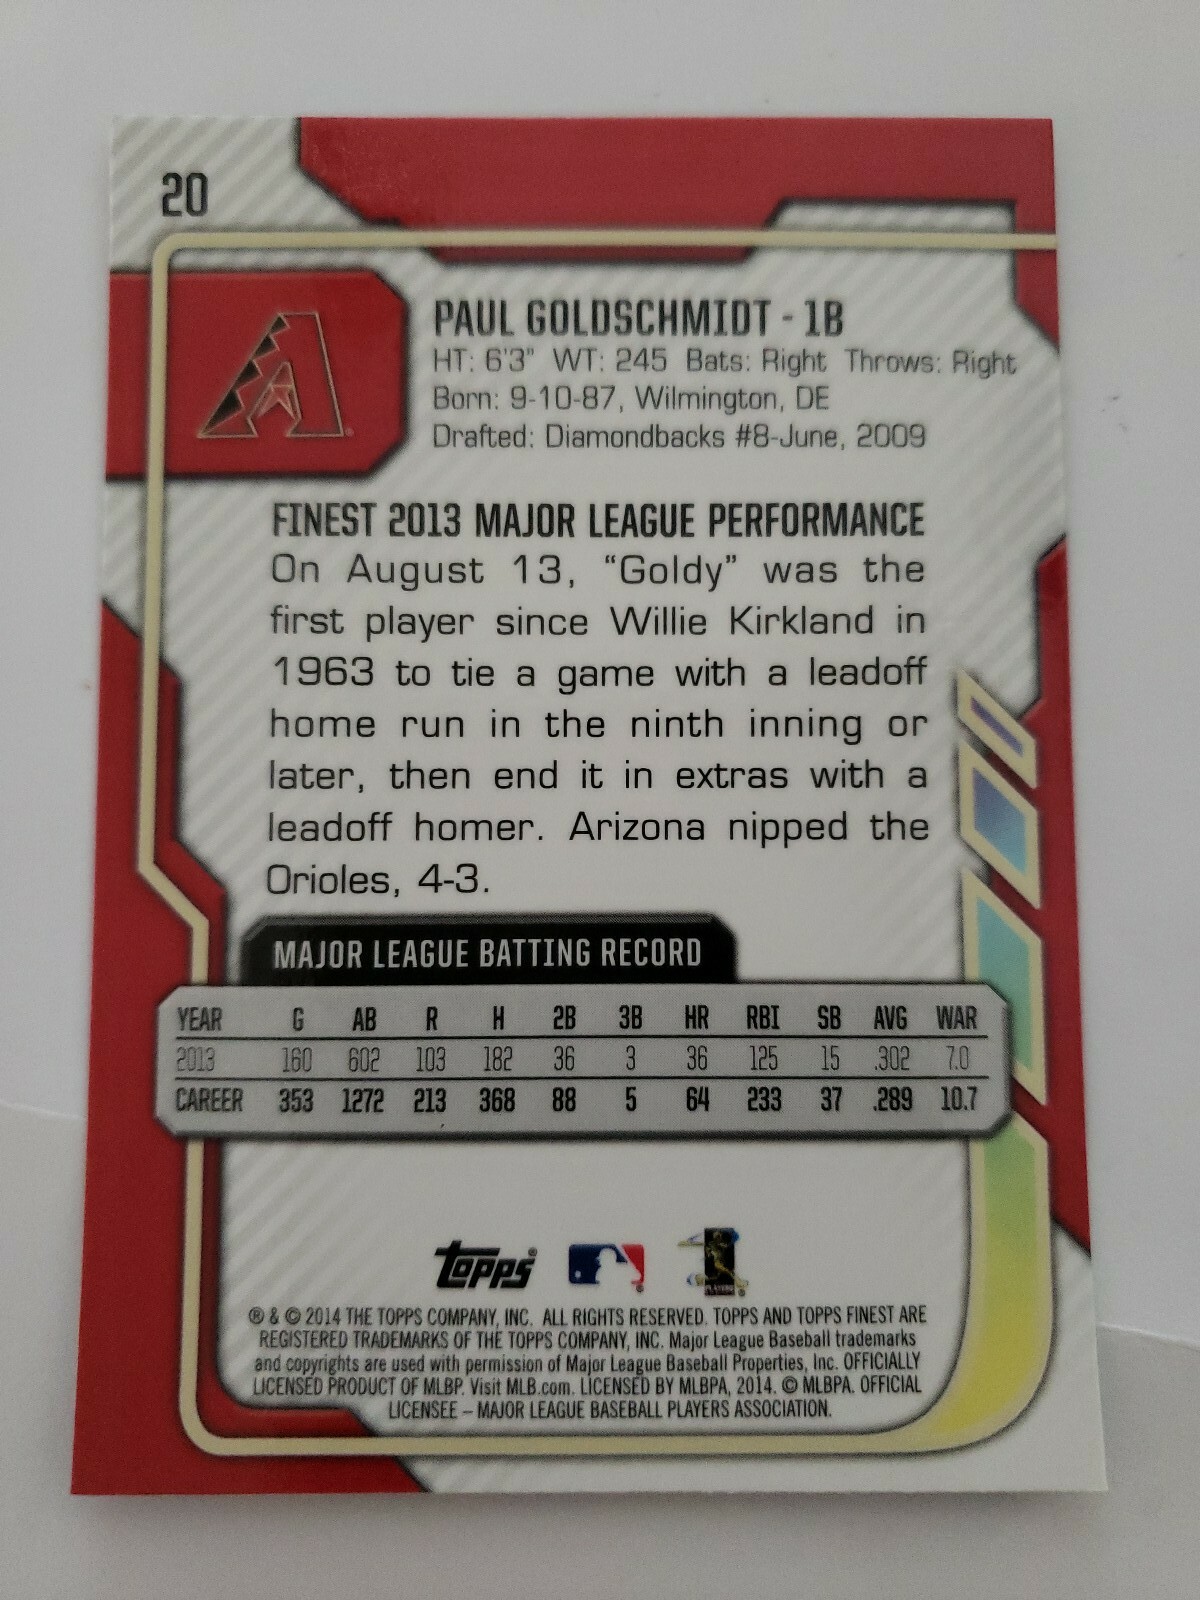 20
PAUL GOLDSCHMIDT - 1B
HT: 6'3" WT: 245 Bats: Right Throws: Right
Born: 9-10-87, Wilmington, DE
Drafted: Diamondbacks #8-June, 2009
FINEST 2013 MAJOR LEAGUE PERFORMANCE
On August 13, “Goldy” was the
first player since Willie Kirkland in
1963 to tie a game with a leadoff
home run in the ninth inning or
later, then end it in extras with a
leadoff homer. Arizona nipped the
Orioles, 4-3.
MAJOR LEAGUE BATTING RECORD
YEAR G AB R H 2B 3B HR RBI SB AVG WAR
2013 160 602 103 182 36 3 36 125 15 .302 7.0
CAREER 353 1272 213 368 88 5 64 233 37 .289 10.7
Topps®
PLAYERS
® & © 2014 THE TOPPS COMPANY, INC. ALL RIGHTS RESERVED. TOPPS AND TOPPS FINEST ARE
REGISTERED TRADEMARKS OF THE TOPPS COMPANY, INC. Major League Baseball trademarks
and copyrights are used with permission of Major League Baseball Properties, Inc. OFFICIALLY
LICENSED PRODUCT OF MLBP. Visit MLB.com. LICENSED BY MLBPA, 2014. © MLBPA. OFFICIAL
LICENSEE – MAJOR LEAGUE BASEBALL PLAYERS ASSOCIATION.